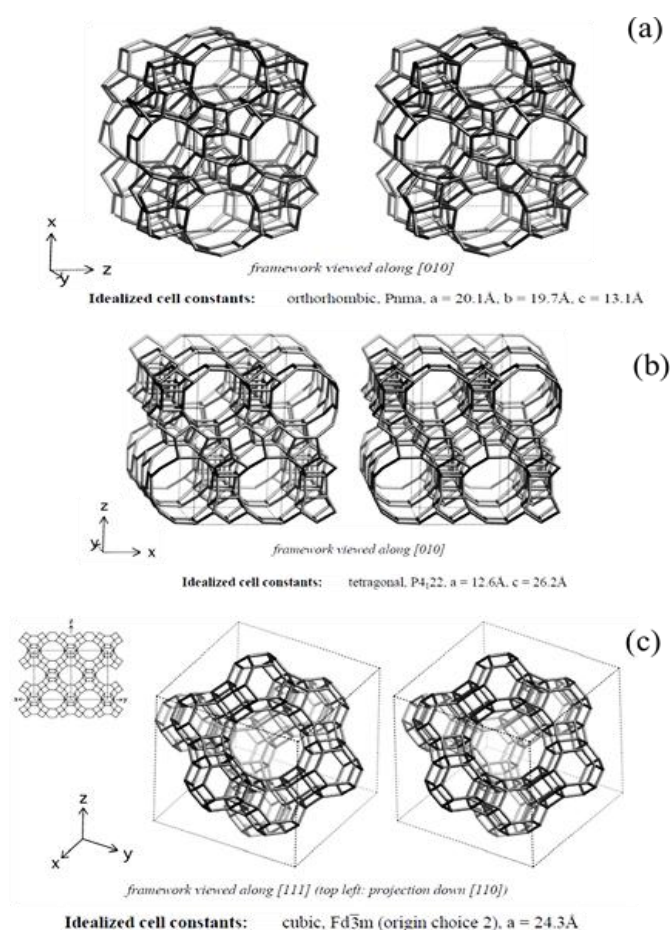 (a)
x
z
y
framework viewed along [010]
Idealized cell constants: orthorhombic, Pnma, a = 20.1Å, b = 19.7Å, c = 13.1Å
(b)
z
y
x
framework viewed along [010]
Idealized cell constants: tetragonal, P4₁22, a = 12.6Å, c = 26.2Å
(c)
z
x
y
framework viewed along [111] (top left: projection down [110])
Idealized cell constants: cubic, Fd3̅m (origin choice 2), a = 24.3Å